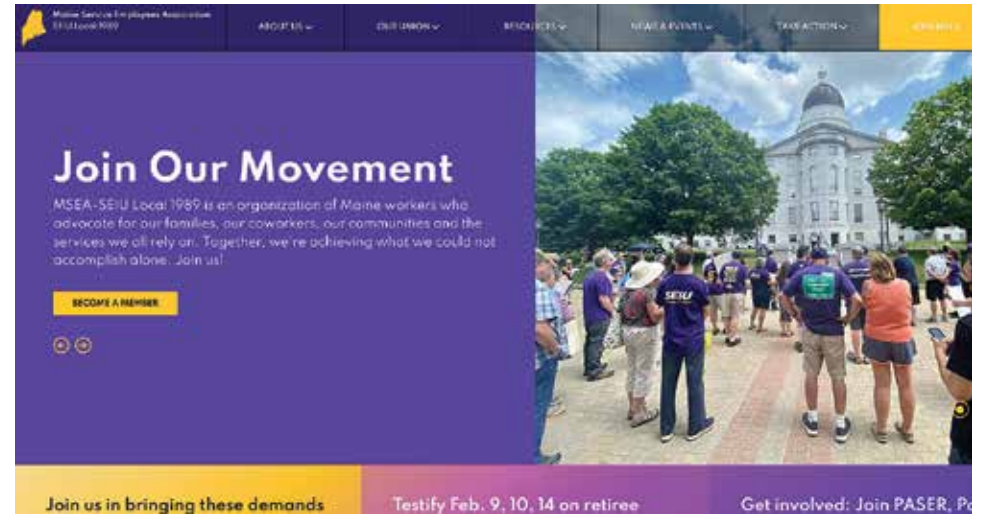 Maine Service Employees Association
SEIU Local 1989
ABOUT US
OUR UNION
RESOURCES
NEWS & EVENTS
TAKE ACTION
Join Our Movement
MSEA-SEIU Local 1989 is an organization of Maine workers who
advocate for our families, our coworkers, our communities and the
services we all rely on. Together, we're achieving what we could not
accomplish alone. Join us!
BECOME A MEMBER
SEIU
Join us in bringing these demands
Testify Feb. 9, 10, 14 on retiree
Get involved: Join PASER, Po